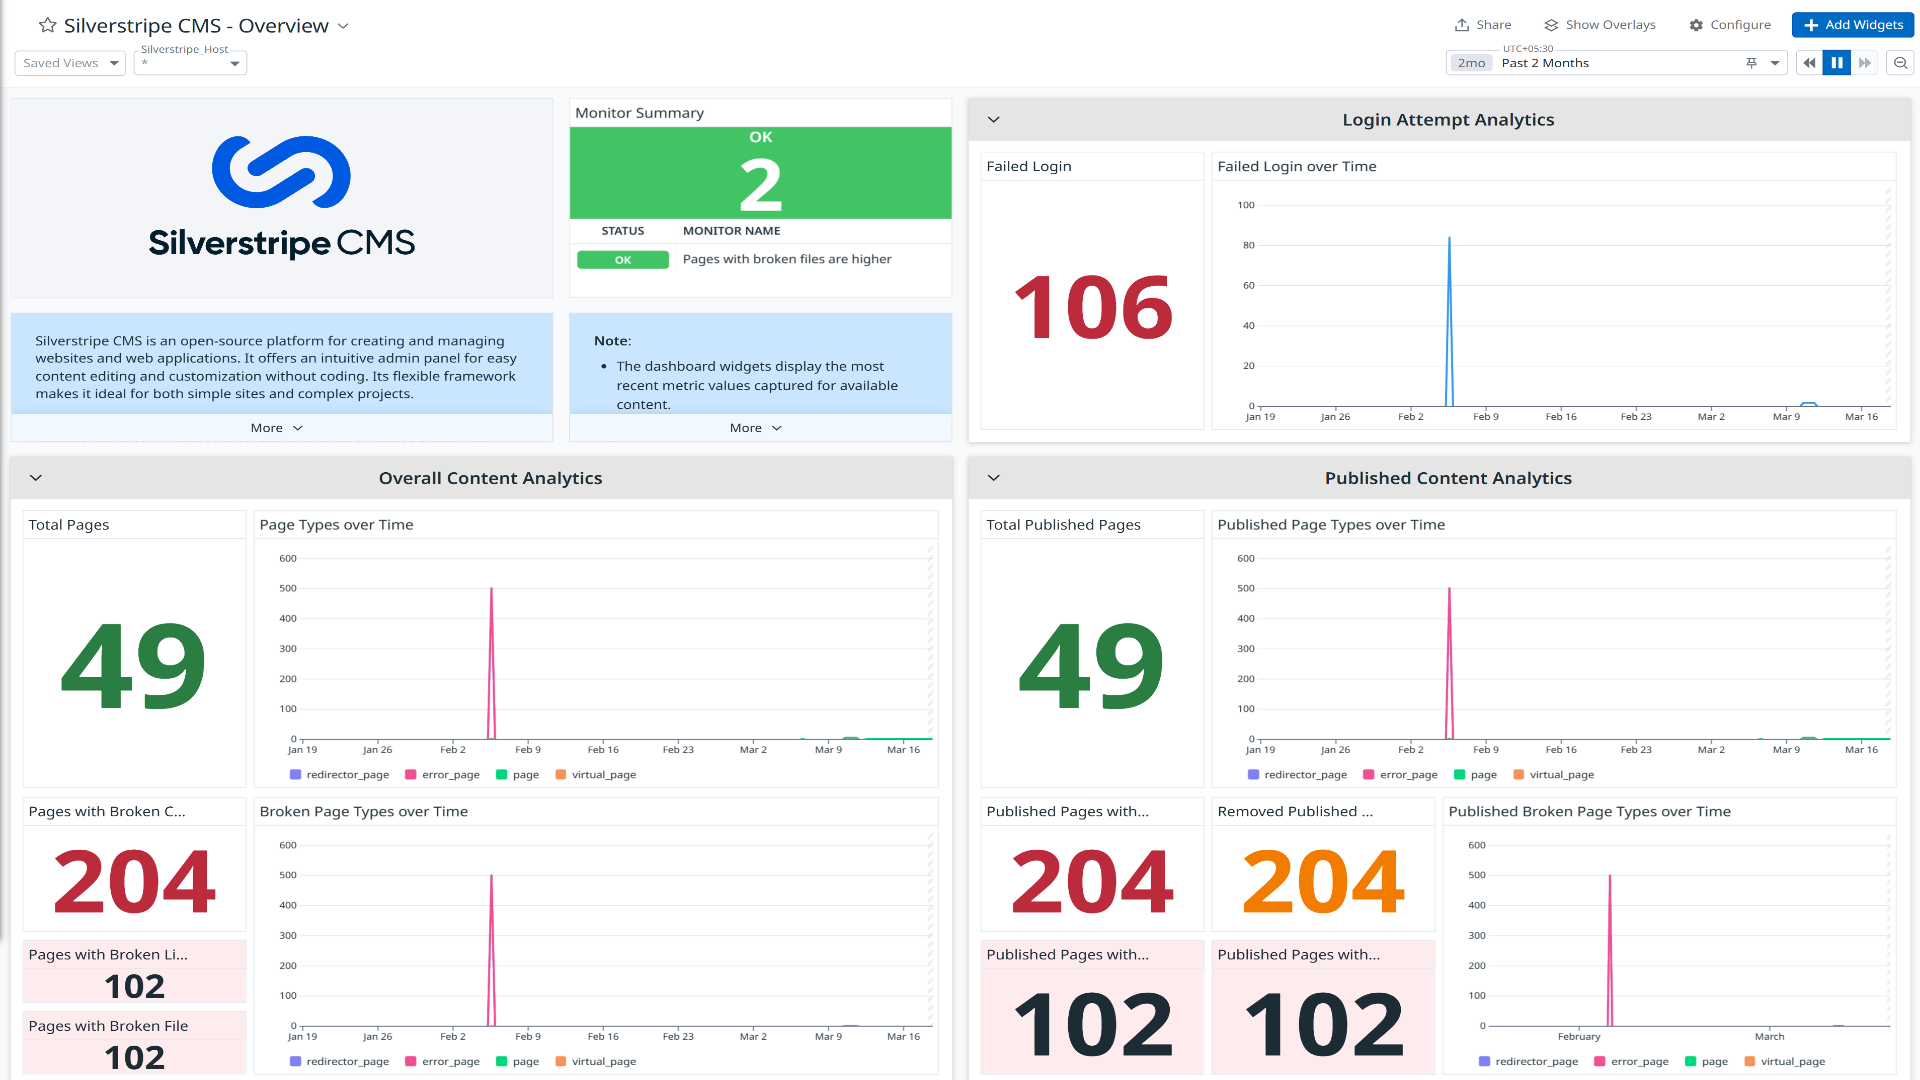 Silverstripe CMS - Overview
Share
Show Overlays
Configure
Add Widgets
Saved Views
Silverstripe_Host
*
UTC+05:30
2mo
Past 2 Months
Silverstripe CMS
Silverstripe CMS is an open-source platform for creating and managing
websites and web applications. It offers an intuitive admin panel for easy
content editing and customization without coding. Its flexible framework
makes it ideal for both simple sites and complex projects.
More
Monitor Summary
OK
2
STATUS MONITOR NAME
OK Pages with broken files are higher
Note:
• The dashboard widgets display the most
recent metric values captured for available
content.
More
Login Attempt Analytics
Failed Login
106
Failed Login over Time
100
80
60
40
20
0
Jan 19 Jan 26 Feb 2 Feb 9 Feb 16 Feb 23 Mar 2 Mar 9 Mar 16
Overall Content Analytics
Total Pages
49
Page Types over Time
600
500
400
300
200
100
0
Jan 19 Jan 26 Feb 2 Feb 9 Feb 16 Feb 23 Mar 2 Mar 9 Mar 16
redirector_page error_page page virtual_page
Pages with Broken C...
204
Pages with Broken Li...
102
Pages with Broken File
102
Broken Page Types over Time
600
500
400
300
200
100
0
Jan 19 Jan 26 Feb 2 Feb 9 Feb 16 Feb 23 Mar 2 Mar 9 Mar 16
redirector_page error_page page virtual_page
Published Content Analytics
Total Published Pages
49
Published Page Types over Time
600
500
400
300
200
100
0
Jan 19 Jan 26 Feb 2 Feb 9 Feb 16 Feb 23 Mar 2 Mar 9 Mar 16
redirector_page error_page page virtual_page
Published Pages with...
204
Removed Published ...
204
Published Pages with...
102
Published Pages with...
102
Published Broken Page Types over Time
600
500
400
300
200
100
0
February March
redirector_page error_page page virtual_page